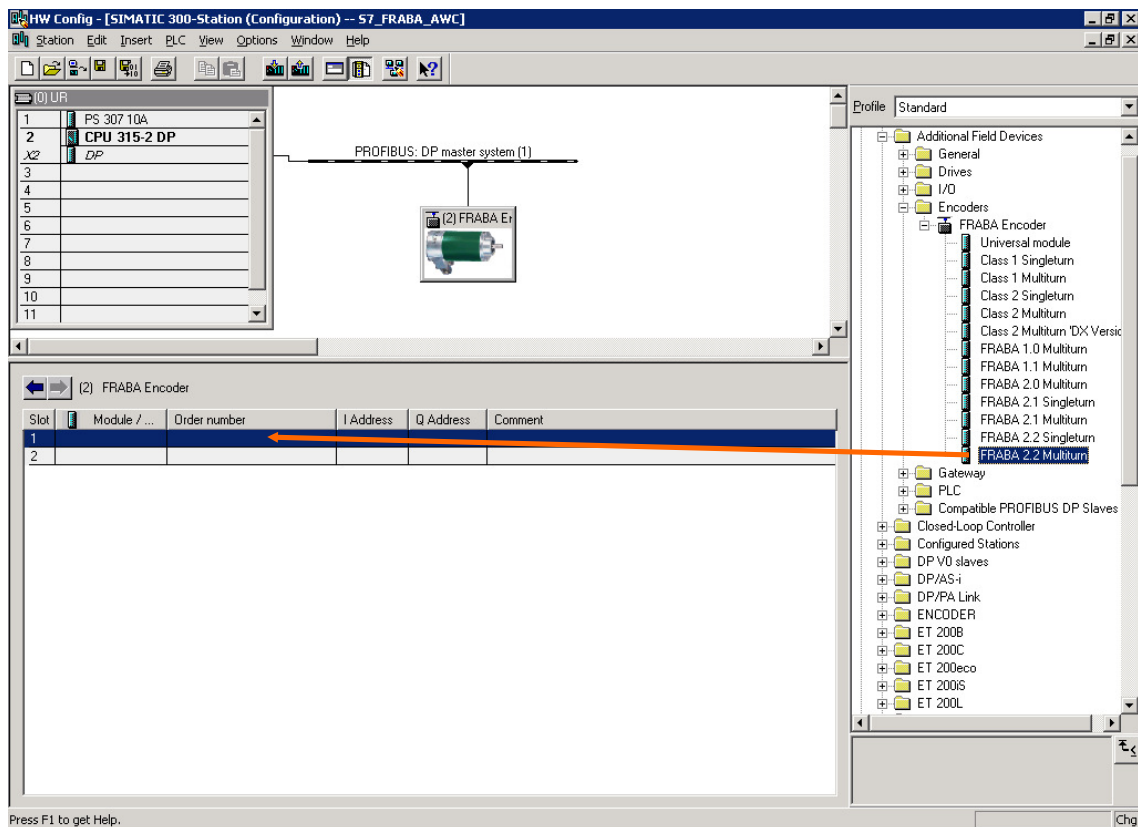 HW Config - [SIMATIC 300-Station (Configuration) -- S7_FRABA_AWC]
Station Edit Insert PLC View Options Window Help
(0) UR
1 PS 307 10A
2 CPU 315-2 DP
X2 DP
3
4
5
6
7
8
9
10
11
PROFIBUS: DP master system (1)
(2) FRABA Er
(2) FRABA Encoder
Slot Module / ... Order number I Address Q Address Comment
1
2
Profile Standard
Additional Field Devices
General
Drives
I/O
Encoders
FRABA Encoder
Universal module
Class 1 Singleturn
Class 1 Multiturn
Class 2 Singleturn
Class 2 Multiturn
Class 2 Multiturn 'DX Versic
FRABA 1.0 Multiturn
FRABA 1.1 Multiturn
FRABA 2.0 Multiturn
FRABA 2.1 Singleturn
FRABA 2.1 Multiturn
FRABA 2.2 Singleturn
FRABA 2.2 Multiturn
Gateway
PLC
Compatible PROFIBUS DP Slaves
Closed-Loop Controller
Configured Stations
DP V0 slaves
DP/AS-i
DP/PA Link
ENCODER
ET 200B
ET 200C
ET 200eco
ET 200iS
ET 200L
Press F1 to get Help.
Chg